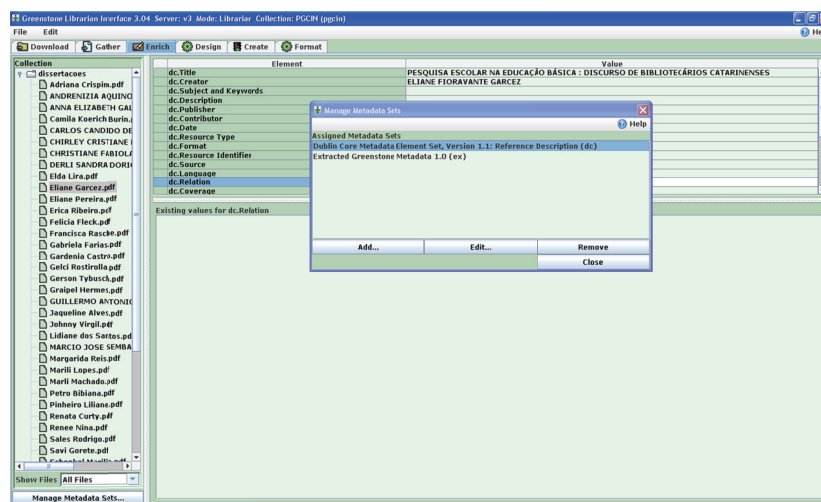 Greenstone Librarian Interface 3.04 Server: v3 Mode: Librarian Collection: PGCIN (pgcin)
File Edit
Download Gather Enrich Design Create Format
Collection
dissertacoes
Adriana Crispim.pdf
ANDRENIZIA AQUINO
ANNA ELIZABETH GAL
Camila Koerich Burin.
CARLOS CANDIDO DE
CHIRLEY CRISTIANE
CHRISTIANE FABIOLA
DERLI SANDRA DORI
Elda Lira.pdf
Eliane Garcez.pdf
Eliane Pereira.pdf
Erica Ribeiro.pdf
Felicia Fleck.pdf
Francisca Rasche.pdf
Gabriela Farias.pdf
Gardenia Castro.pdf
Gelci Rostirolla.pdf
Gerson Tybusch.pdf
Graipel Hermes.pdf
GUILLERMO ANTONIO
Jaqueline Alves.pdf
Johnny Virgil.pdf
Lidiane dos Santos.pd
MARCIO JOSE SEMBA
Margarida Reis.pdf
Marili Lopes.pdf
Marli Machado.pdf
Petro Bibiana.pdf
Pinheiro Liliane.pdf
Renata Curty.pdf
Renee Nina.pdf
Sales Rodrigo.pdf
Savi Gorete.pdf
Show Files All Files
Manage Metadata Sets...
Element Value
dc.Title PESQUISA ESCOLAR NA EDUCAÇÃO BÁSICA : DISCURSO DE BIBLIOTECÁRIOS CATARINENSES
dc.Creator ELIANE FIORAVANTE GARCEZ
dc.Subject and Keywords
dc.Description
dc.Publisher
dc.Contributor
dc.Date
dc.Resource Type
dc.Format
dc.Resource Identifier
dc.Source
dc.Language
dc.Relation
dc.Coverage
Existing values for dc.Relation
Manage Metadata Sets
Help
Assigned Metadata Sets
Dublin Core Metadata Element Set, Version 1.1: Reference Description (dc)
Extracted Greenstone Metadata 1.0 (ex)
Add... Edit... Remove
Close